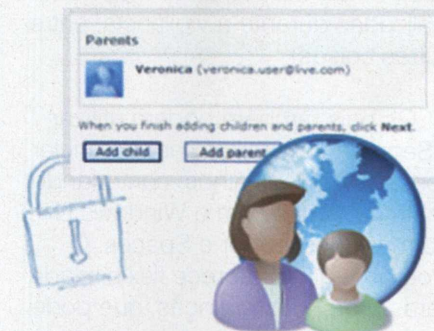 Parents
Veronica (veronica.user@live.com)
When you finish adding children and parents, click Next.
Add child
Add parent